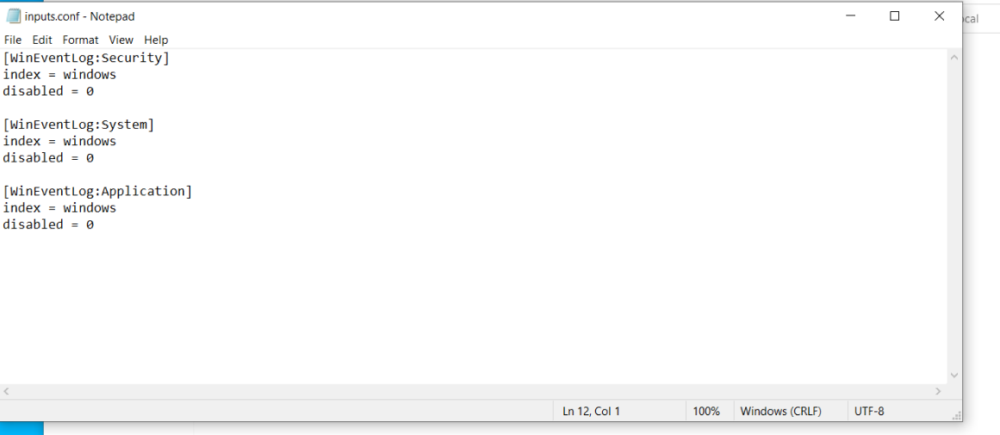 inputs.conf - Notepad
File Edit Format View Help
[WinEventLog:Security]
index = windows
disabled = 0
[WinEventLog:System]
index = windows
disabled = 0
[WinEventLog:Application]
index = windows
disabled = 0
Ln 12, Col 1 100% Windows (CRLF) UTF-8